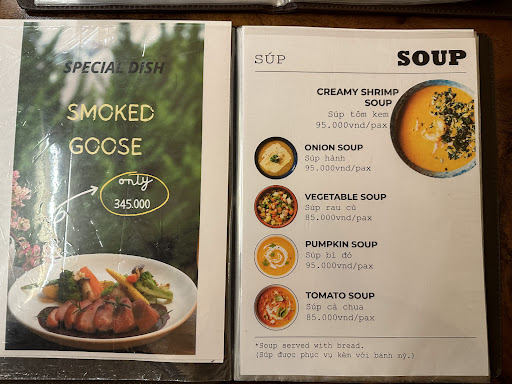 SPECIAL DiSH
SMOKED
GOOSE
only
345.000
SÚP
SOUP
CREAMY SHRIMP
SOUP
Súp tôm kem
95.000vnd/pax
ONION SOUP
Súp hành
95.000vnd/pax
VEGETABLE SOUP
Súp rau củ
85.000vnd/pax
PUMPKIN SOUP
Súp bí đỏ
95.000vnd/pax
TOMATO SOUP
Súp cà chua
85.000vnd/pax
*Soup served with bread.
(Súp được phục vụ kèm với bánh mỳ.)